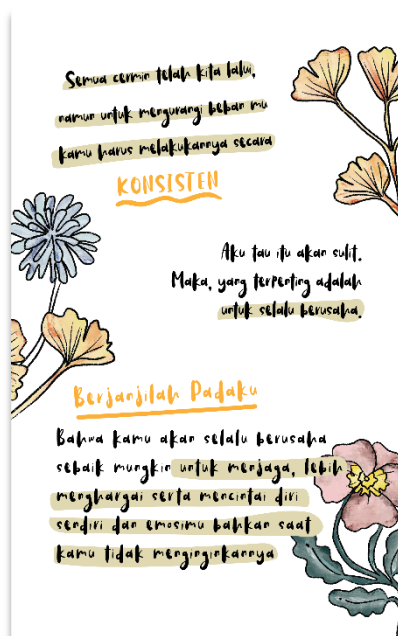 Semua cermin telah kita lalui,
namun untuk mengurangi beban mu
kamu harus melakukannya secara
KONSISTEN
Aku tau itu akan sulit.
Maka, yang terpenting adalah
untuk selalu berusaha.
Berjanjilah Padaku
Bahwa kamu akan selalu berusaha
sebaik mungkin untuk menjaga, lebih
menghargai serta mencintai diri
sendiri dan emosimu bahkan saat
kamu tidak menginginkannya